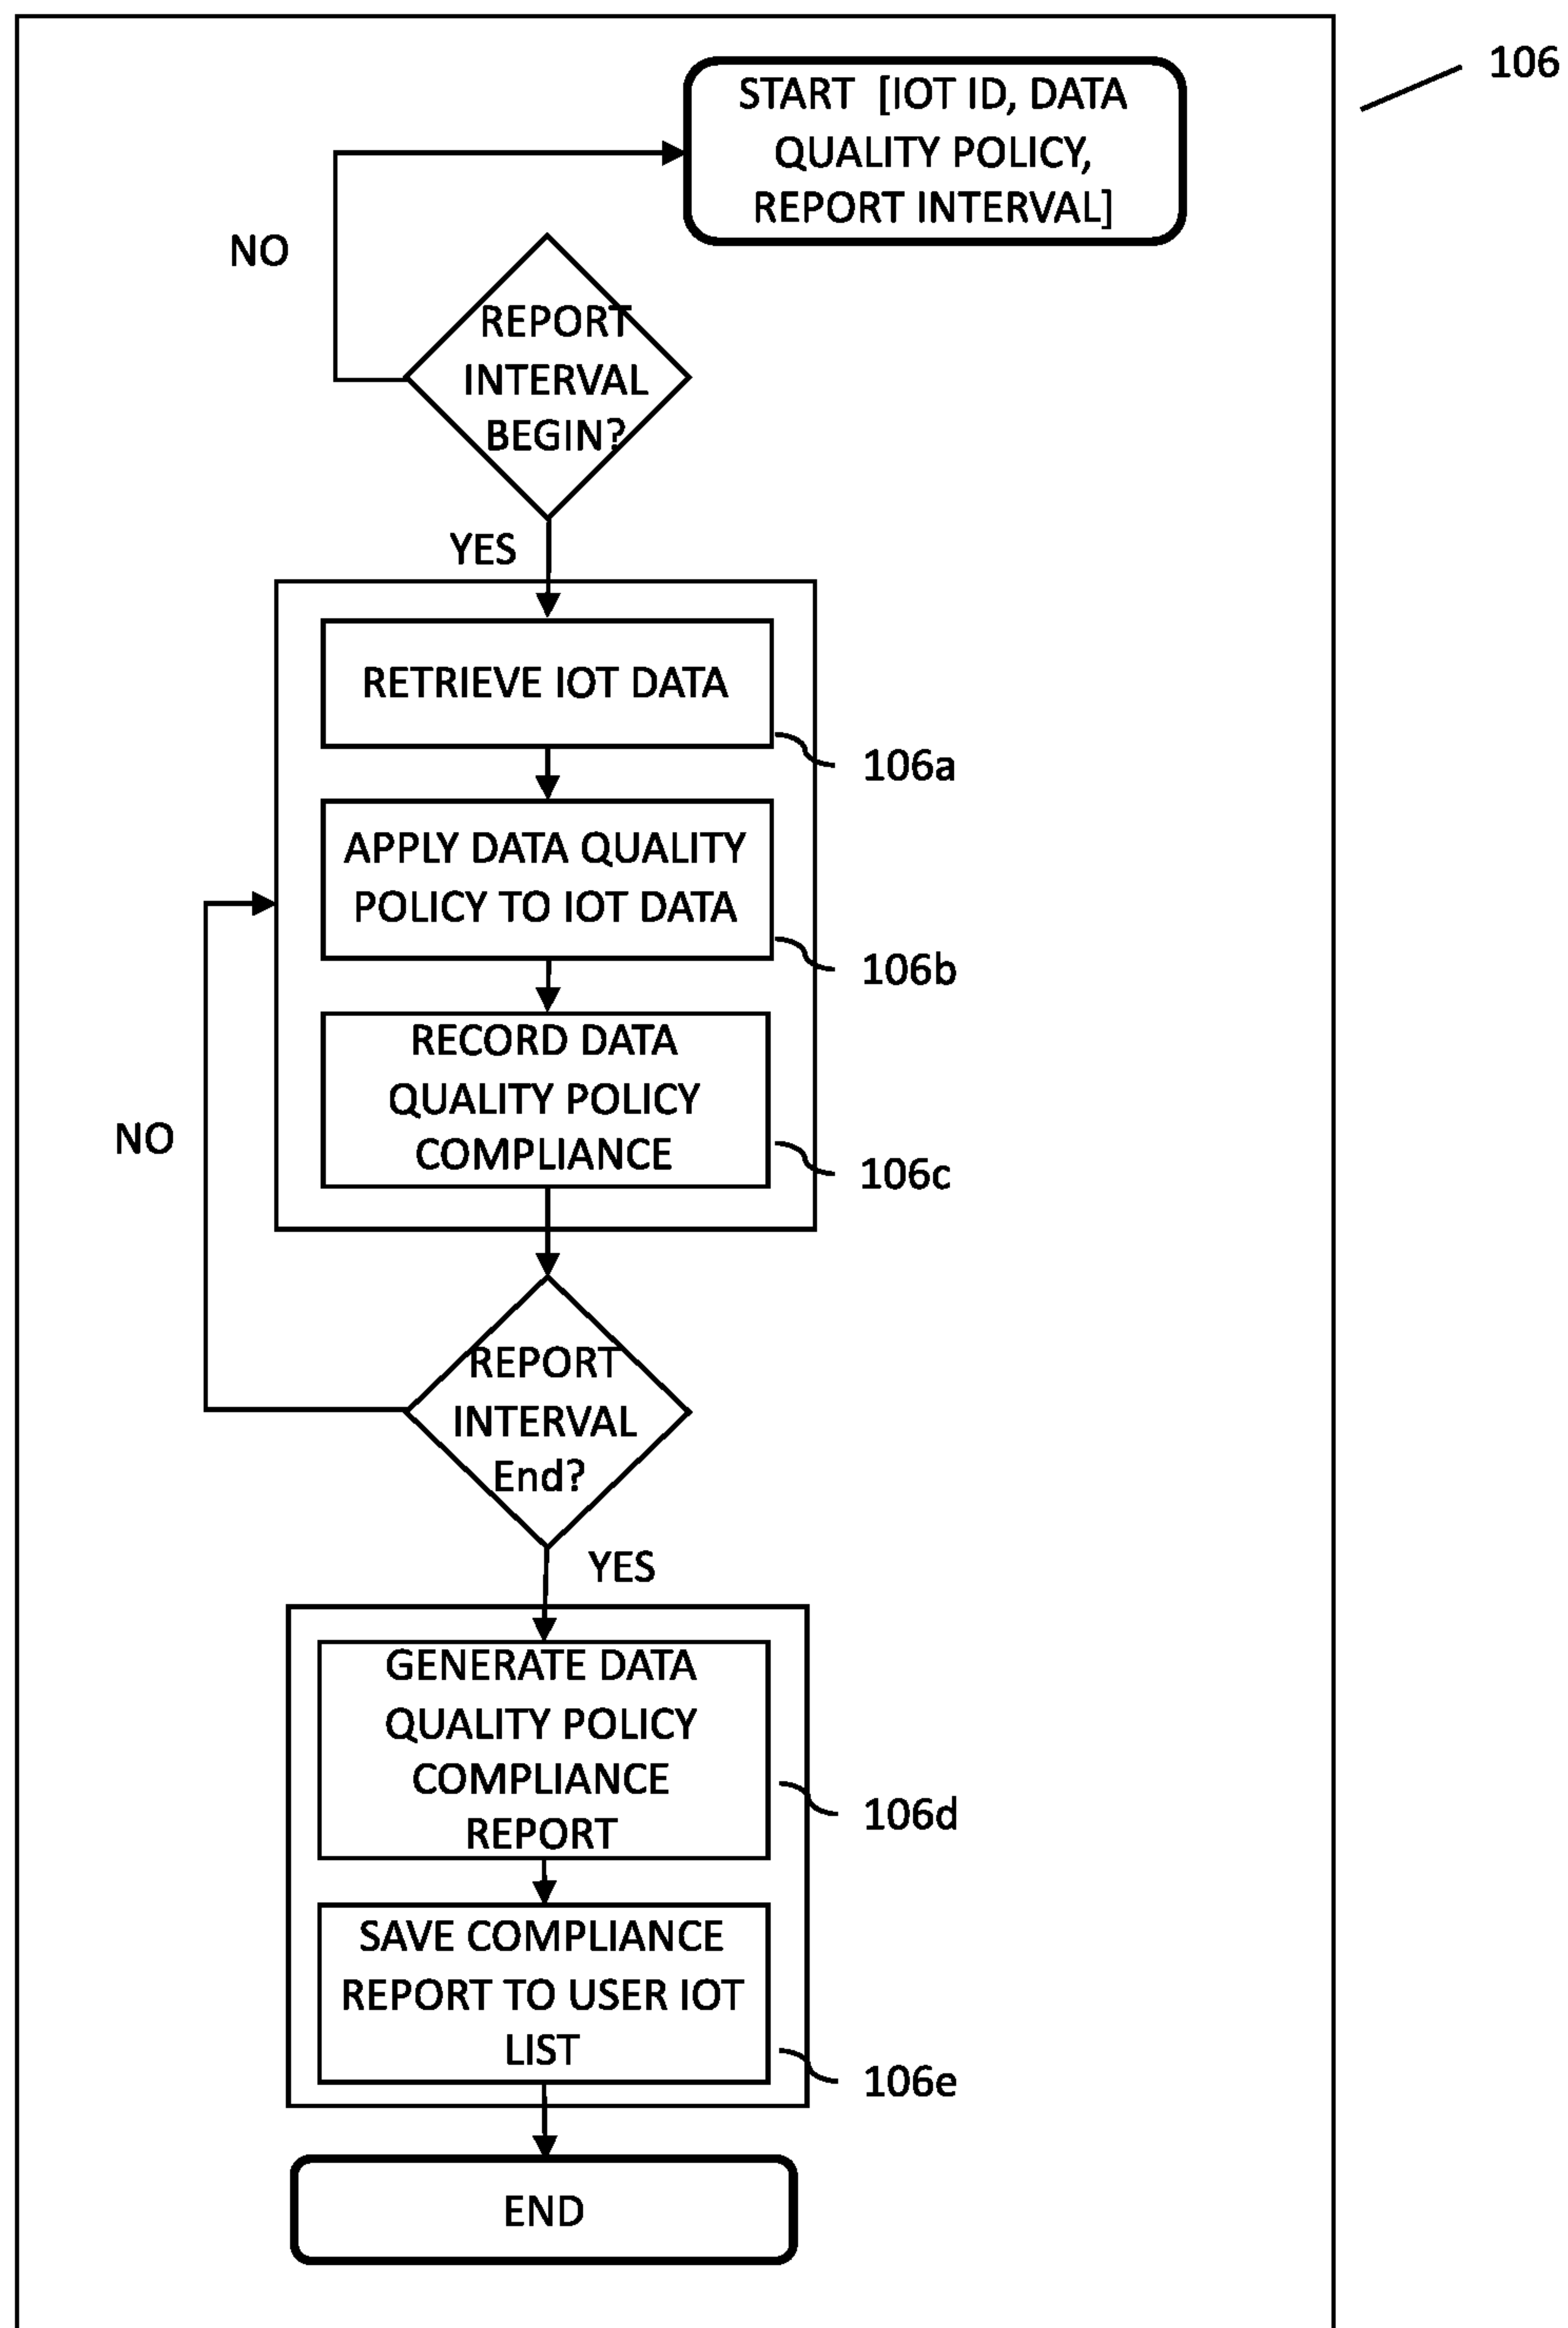 106
START [IOT ID, DATA
QUALITY POLICY,
REPORT INTERVAL]
NO
REPORT
INTERVAL
BEGIN?
YES
RETRIEVE IOT DATA
106a
APPLY DATA QUALITY
POLICY TO IOT DATA
106b
RECORD DATA
QUALITY POLICY
COMPLIANCE
106c
NO
REPORT
INTERVAL
End?
YES
GENERATE DATA
QUALITY POLICY
COMPLIANCE
REPORT
106d
SAVE COMPLIANCE
REPORT TO USER IOT
LIST
106e
END